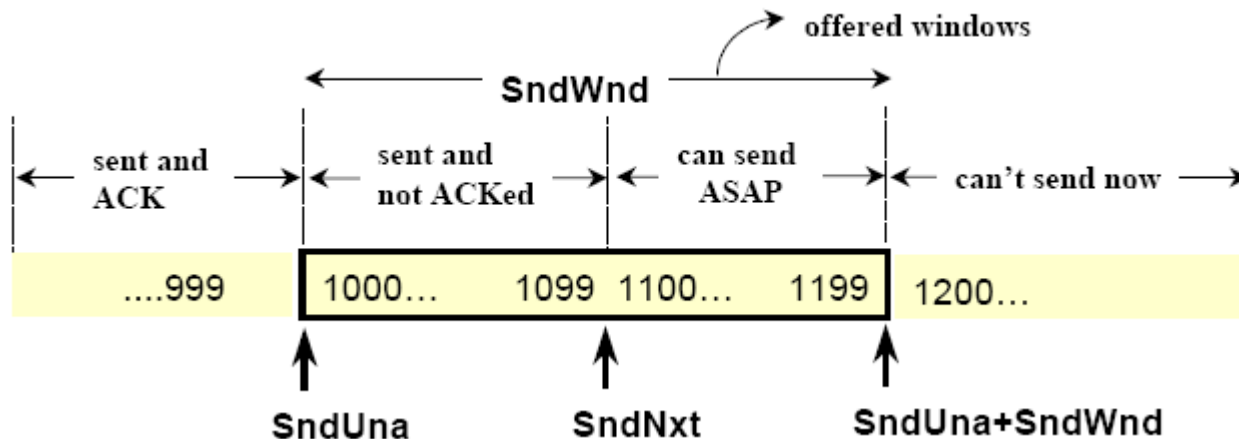 offered windows
SndWnd
sent and
ACK
sent and
not ACKed
can send
ASAP
can't send now
....999
1000...
1099
1100...
1199
1200...
SndUna
SndNxt
SndUna+SndWnd